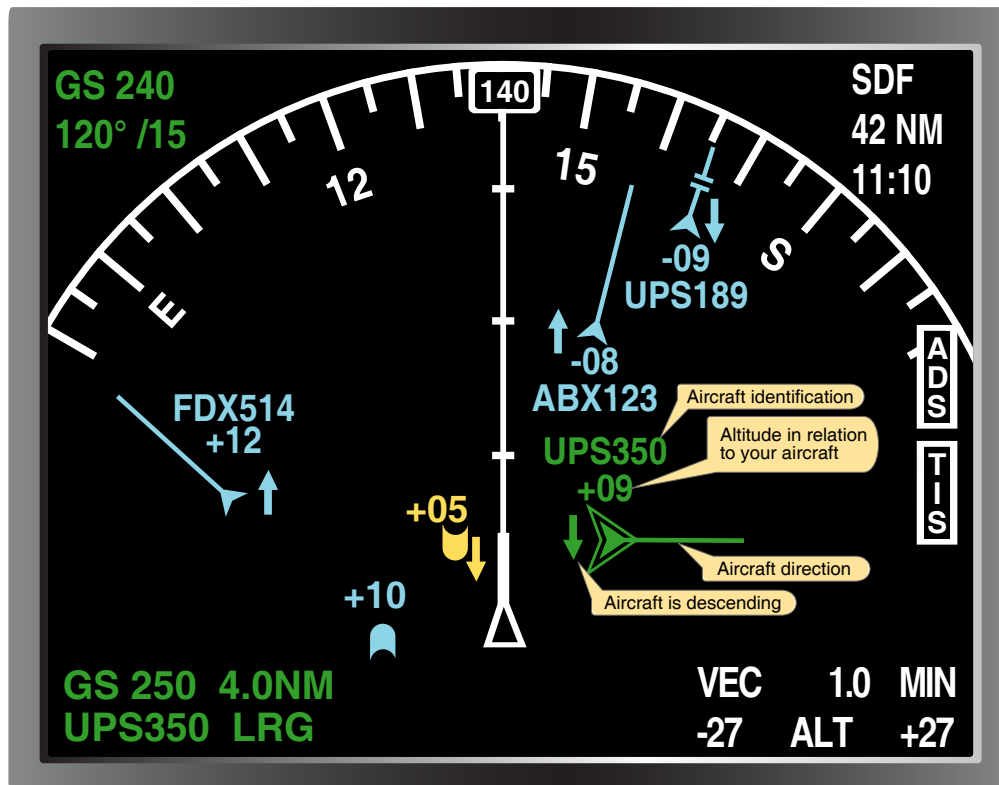 GS 240
120° /15
140
SDF
42 NM
11:10
12
15
E
S
-09
UPS189
-08
ABX123
FDX514
+12
UPS350
+09
+05
+10
Aircraft identification
Altitude in relation
to your aircraft
Aircraft direction
Aircraft is descending
ADS
TIS
GS 250 4.0NM
UPS350 LRG
VEC 1.0 MIN
-27 ALT +27